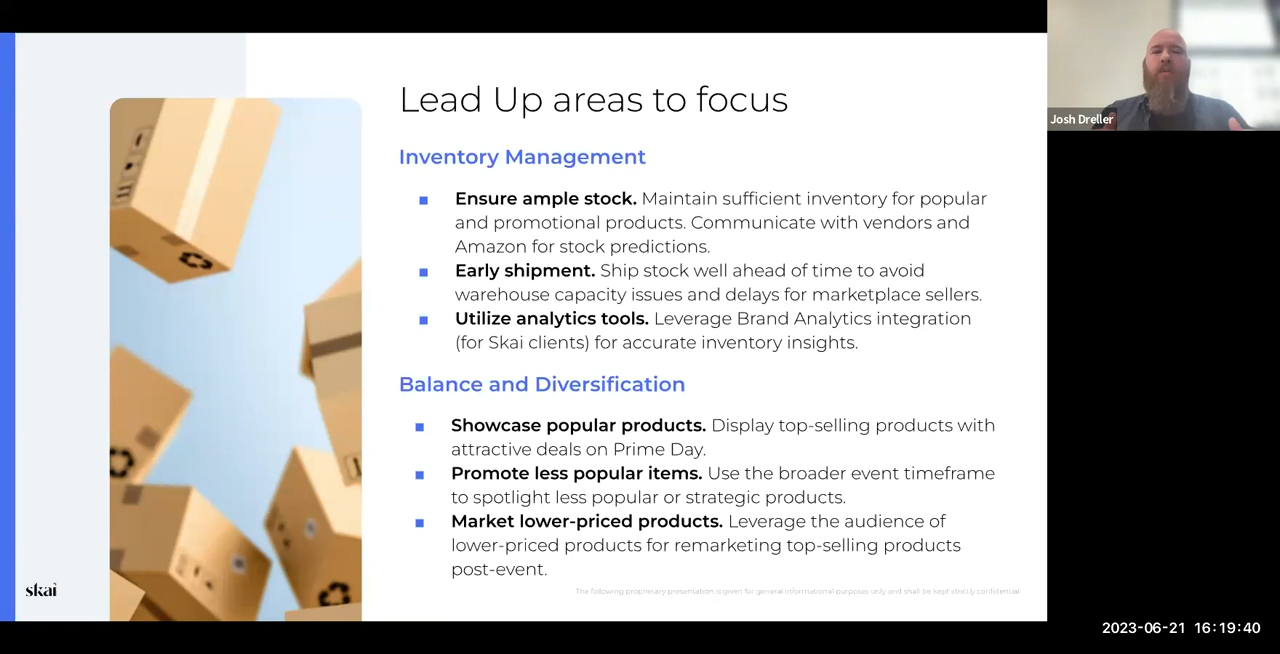 Lead Up areas to focus
Inventory Management
Ensure ample stock. Maintain sufficient inventory for popular
and promotional products. Communicate with vendors and
Amazon for stock predictions.
Early shipment. Ship stock well ahead of time to avoid
warehouse capacity issues and delays for marketplace sellers.
Utilize analytics tools. Leverage Brand Analytics integration
(for Skai clients) for accurate inventory insights.
Balance and Diversification
Showcase popular products. Display top-selling products with
attractive deals on Prime Day.
Promote less popular items. Use the broader event timeframe
to spotlight less popular or strategic products.
Market lower-priced products. Leverage the audience of
lower-priced products for remarketing top-selling products
post-event.
skai
The following proprietary presentation is given for general informational purposes only and shall be kept strictly confidential.
Josh Dreller
2023-06-21 16:19:40